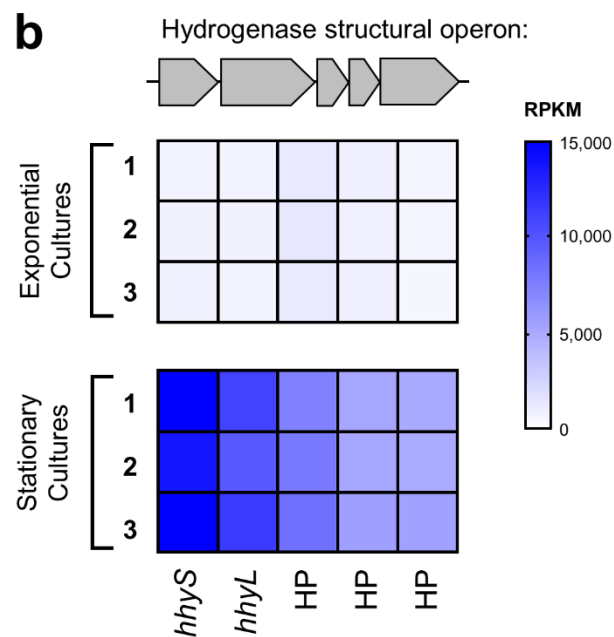 b
Hydrogenase structural operon:
RPKM
15,000
10,000
5,000
0
Exponential
Cultures
1
2
3
Stationary
Cultures
1
2
3
hhyS
hhyL
HP
HP
HP